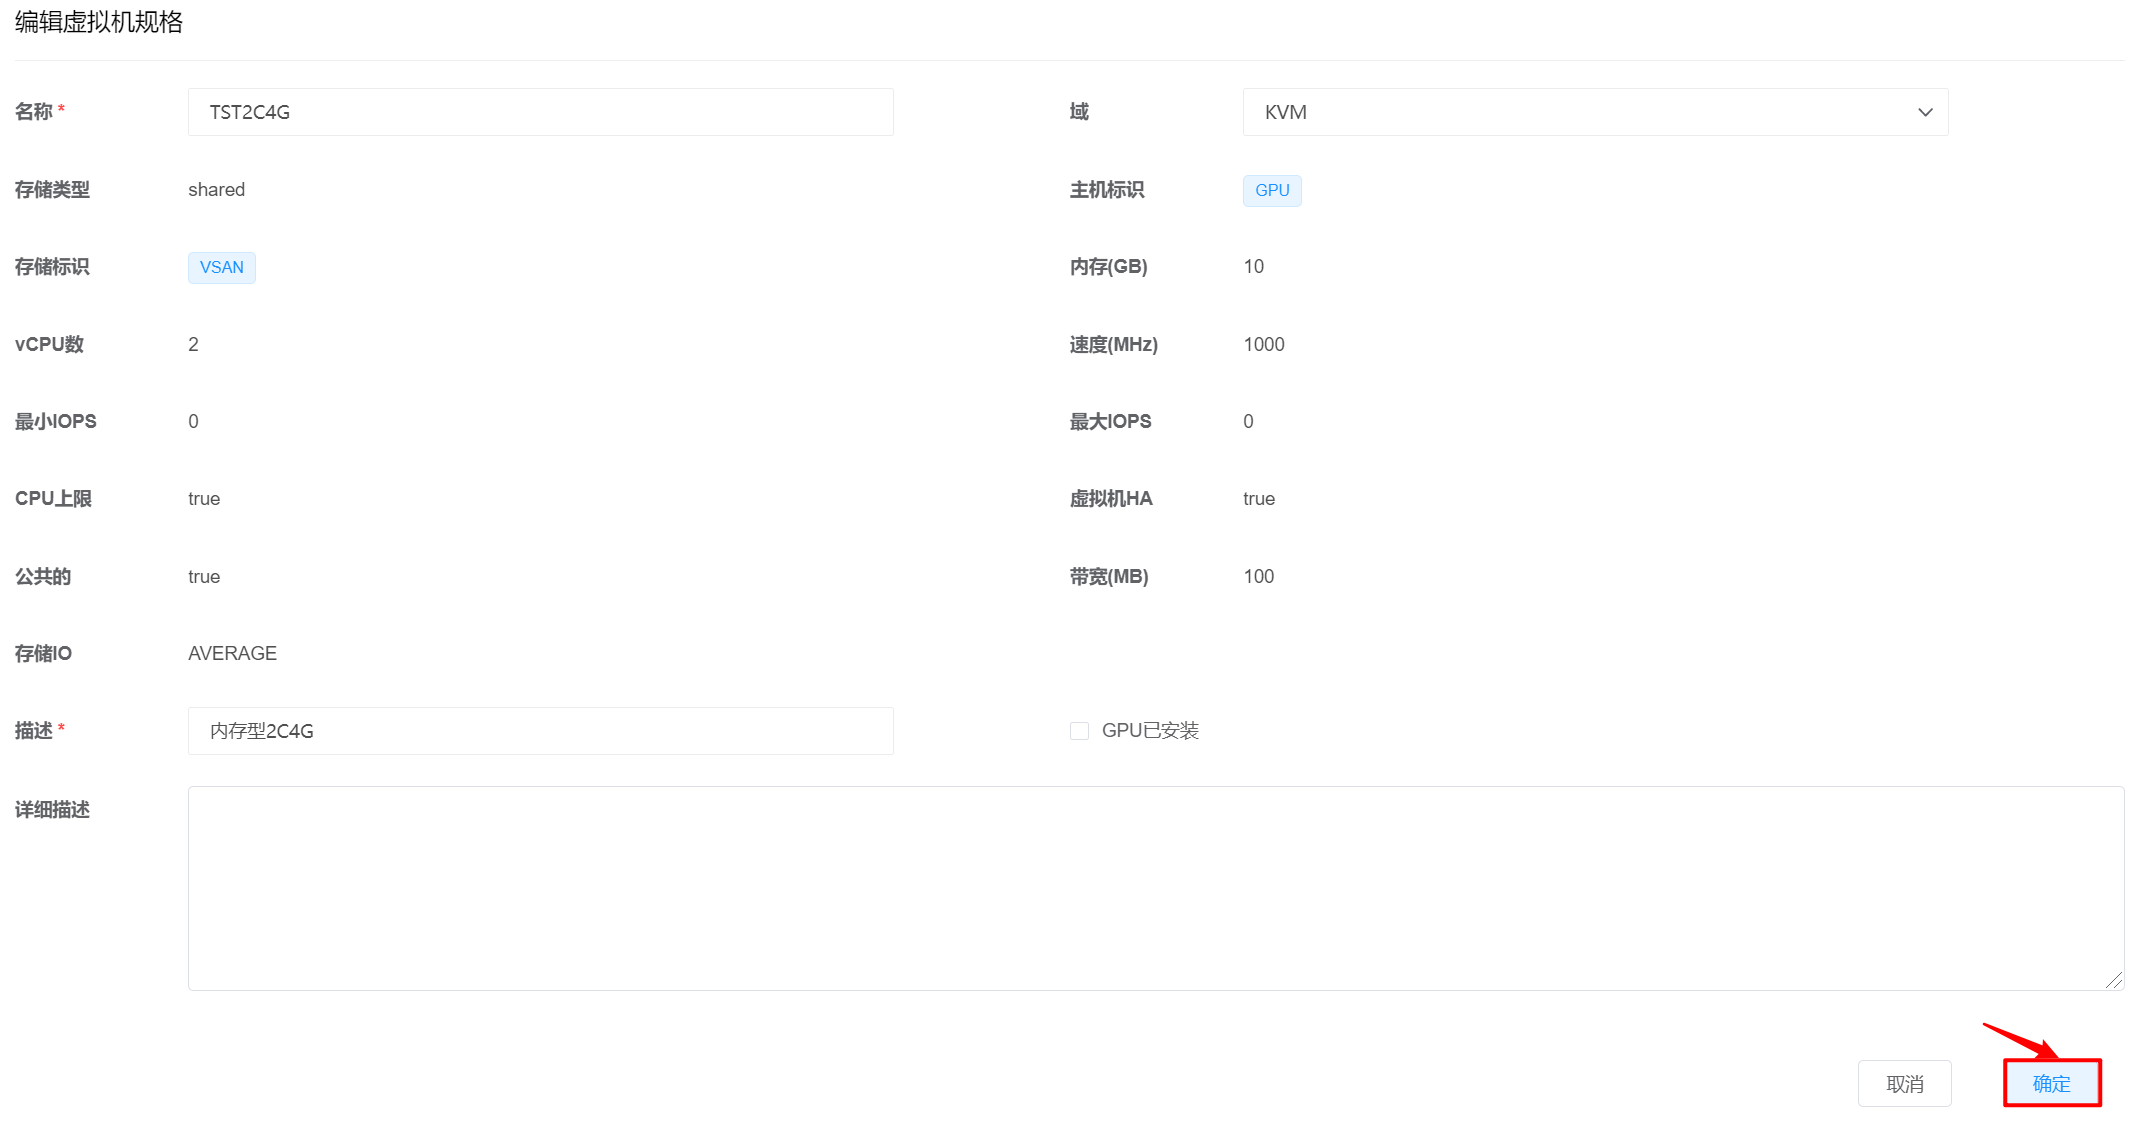 编辑虚拟机规格
名称 * TST2C4G 域 KVM
存储类型 shared 主机标识 GPU
存储标识 VSAN 内存(GB) 10
vCPU数 2 速度(MHz) 1000
最小IOPS 0 最大IOPS 0
CPU上限 true 虚拟机HA true
公共的 true 带宽(MB) 100
存储IO AVERAGE
描述 * 内存型2C4G GPU已安装
详细描述
取消 确定